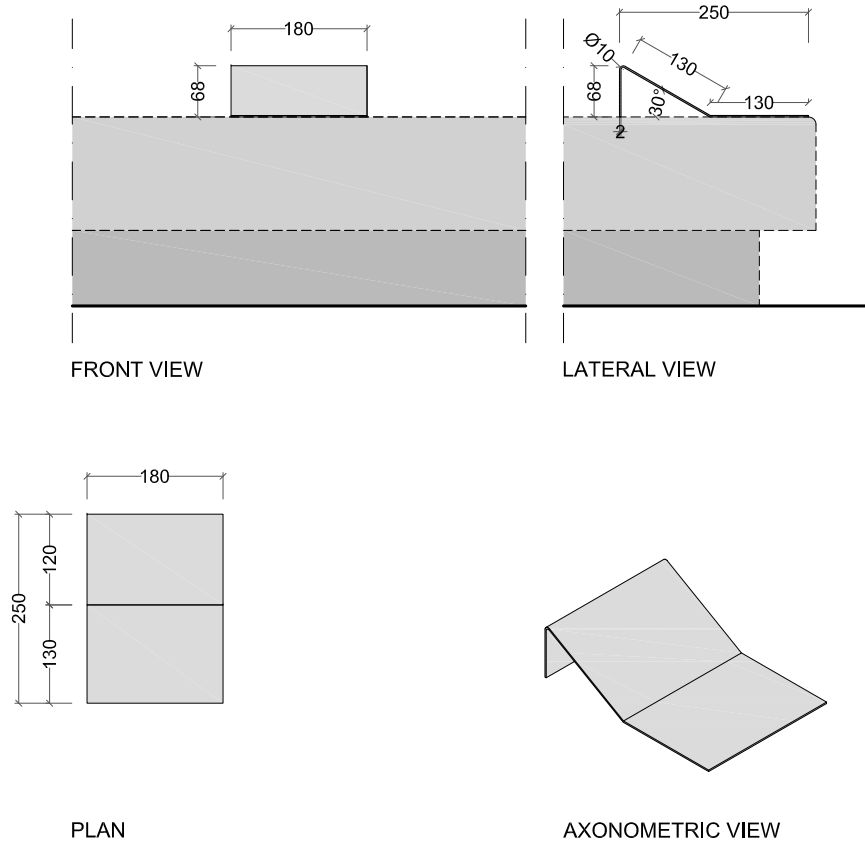 180
68
FRONT VIEW
250
Ø10
130
68
30°
130
2
LATERAL VIEW
180
250
120
130
PLAN
AXONOMETRIC VIEW